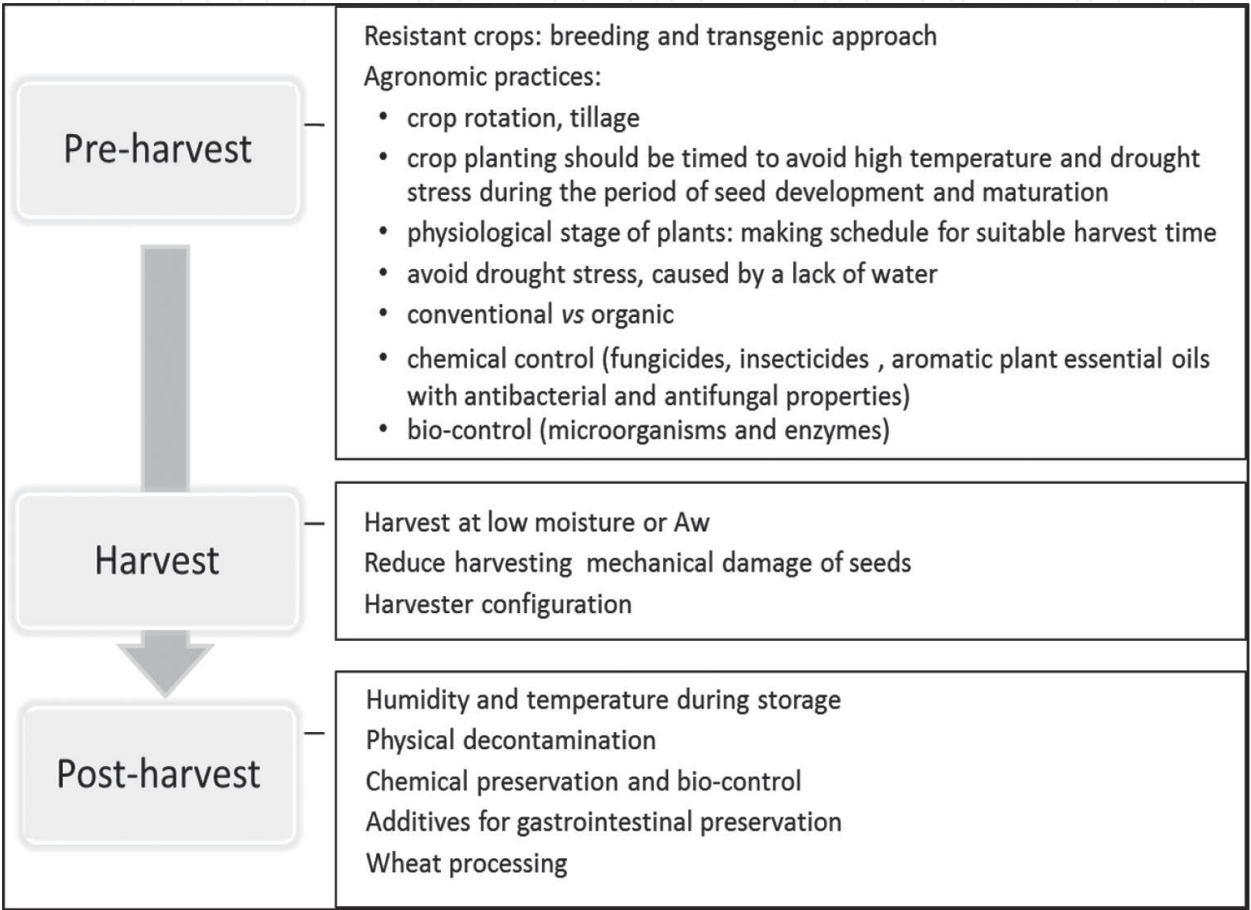 Pre-harvest
Resistant crops: breeding and transgenic approach
Agronomic practices:
• crop rotation, tillage
• crop planting should be timed to avoid high temperature and drought
stress during the period of seed development and maturation
• physiological stage of plants: making schedule for suitable harvest time
• avoid drought stress, caused by a lack of water
• conventional vs organic
• chemical control (fungicides, insecticides , aromatic plant essential oils
with antibacterial and antifungal properties)
• bio-control (microorganisms and enzymes)
Harvest
Harvest at low moisture or Aw
Reduce harvesting mechanical damage of seeds
Harvester configuration
Post-harvest
Humidity and temperature during storage
Physical decontamination
Chemical preservation and bio-control
Additives for gastrointestinal preservation
Wheat processing